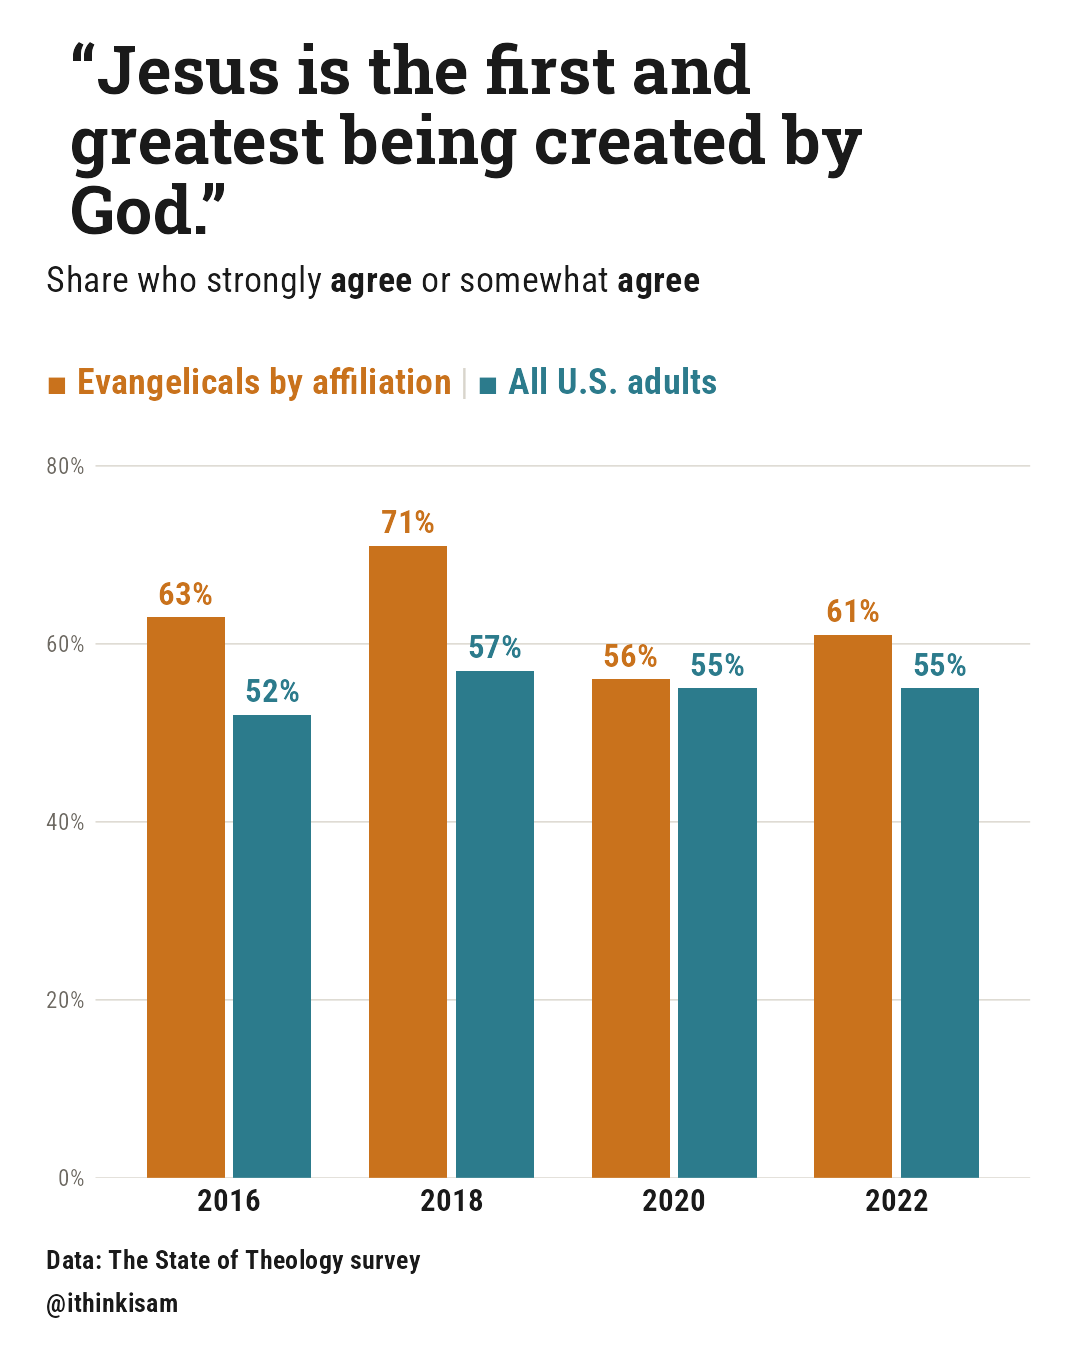 “Jesus is the first and
greatest being created by
God.”
Share who strongly agree or somewhat agree
Evangelicals by affiliation | All U.S. adults
80%
71%
63%
61%
60%
57%
56%
55%
55%
52%
40%
20%
0%
2016 2018 2020 2022
Data: The State of Theology survey
@ithinkisam